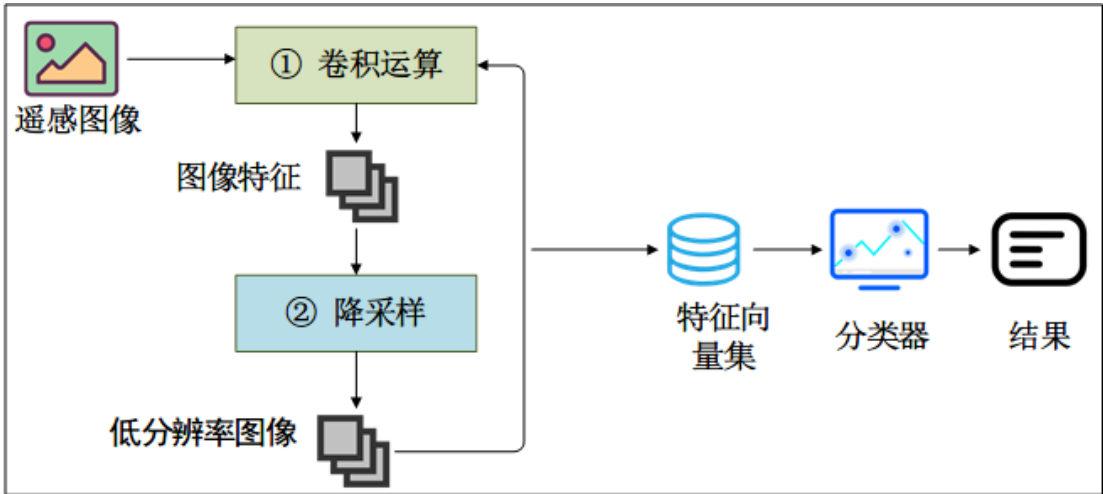 ① 卷积运算
遥感图像
图像特征
② 降采样
低分辨率图像
特征向
量集
分类器
结果